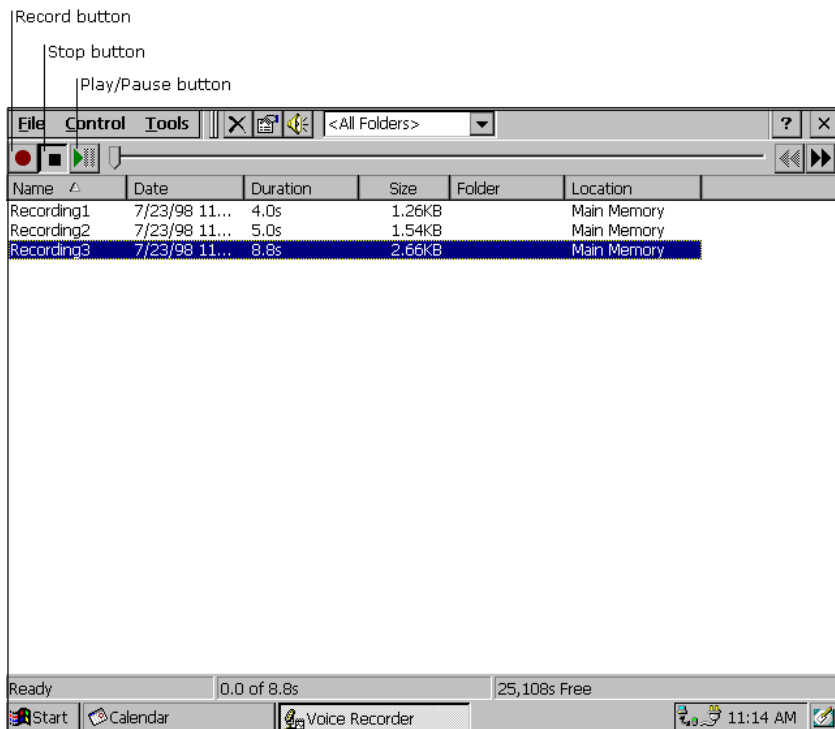 Record button
Stop button
Play/Pause button
File Control Tools <All Folders> ? ×
Name Date Duration Size Folder Location
Recording1 7/23/98 11... 4.0s 1.26KB Main Memory
Recording2 7/23/98 11... 5.0s 1.54KB Main Memory
Recording3 7/23/98 11... 8.8s 2.66KB Main Memory
Ready 0.0 of 8.8s 25,108s Free
Start Calendar Voice Recorder 11:14 AM